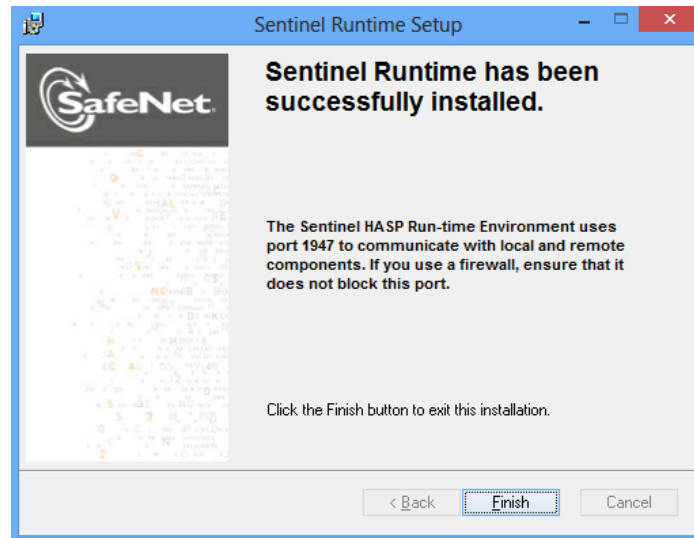 Sentinel Runtime Setup
SafeNet.
Sentinel Runtime has been
successfully installed.
The Sentinel HASP Run-time Environment uses
port 1947 to communicate with local and remote
components. If you use a firewall, ensure that it
does not block this port.
Click the Finish button to exit this installation.
< Back
Finish
Cancel